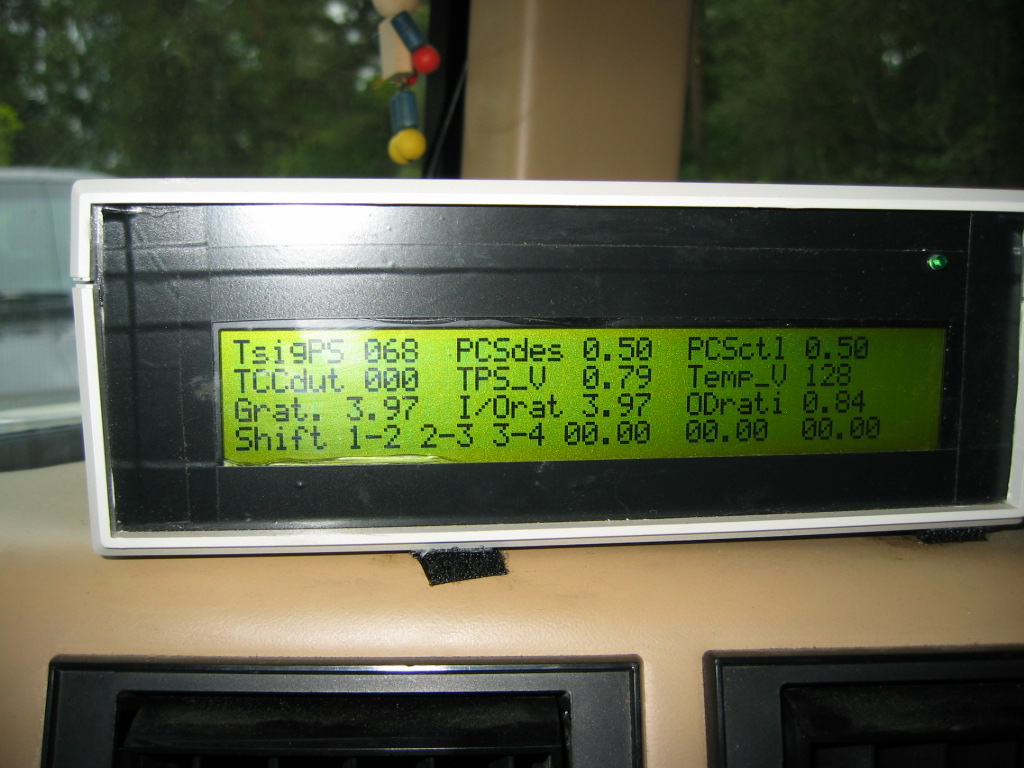 TsigPS 068 PCSdes 0.50 PCSctl 0.50
TCCdut 000 TPS_V 0.79 Temp_V 128
Grat. 3.97 I/Orat 3.97 ODrati 0.84
Shift 1-2 2-3 3-4 00.00 00.00 00.00